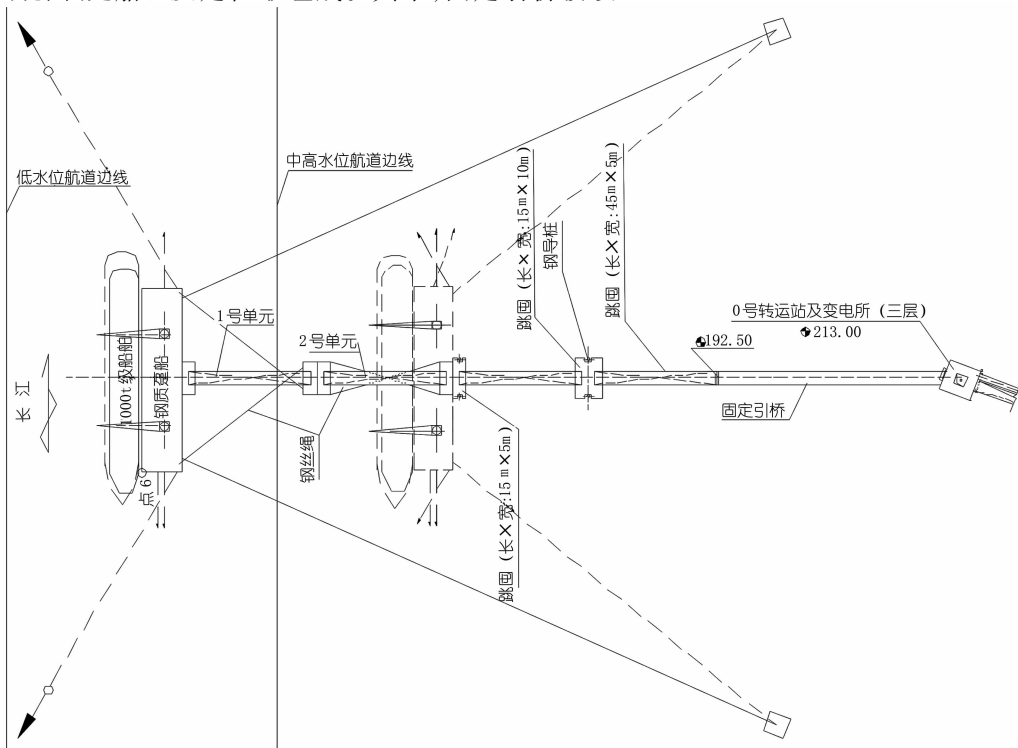 低水位航道边线
中高水位航道边线
长 江
1000t级船舶
钢质趸船
点 6
1号单元
2号单元
钢丝绳
跳囤 (长×宽:15m×10m)
钢导桩
跳囤 (长×宽:45m×5m)
跳囤 (长×宽:15m×5m)
192.50
0号转运站及变电所 (三层)
213.00
固定引桥